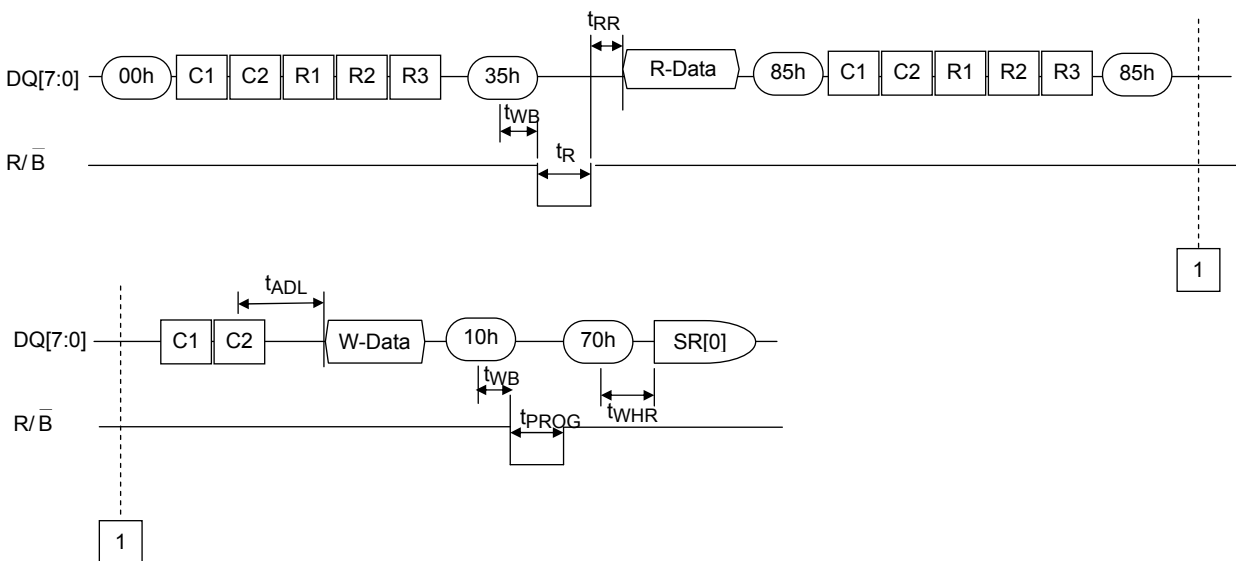 tRR
DQ[7:0] 00h C1 C2 R1 R2 R3 35h R-Data 85h C1 C2 R1 R2 R3 85h
tWB
tR
R/B̅
1
tADL
DQ[7:0] C1 C2 W-Data 10h 70h SR[0]
tWB
tWHR
R/B̅ tPROG
1